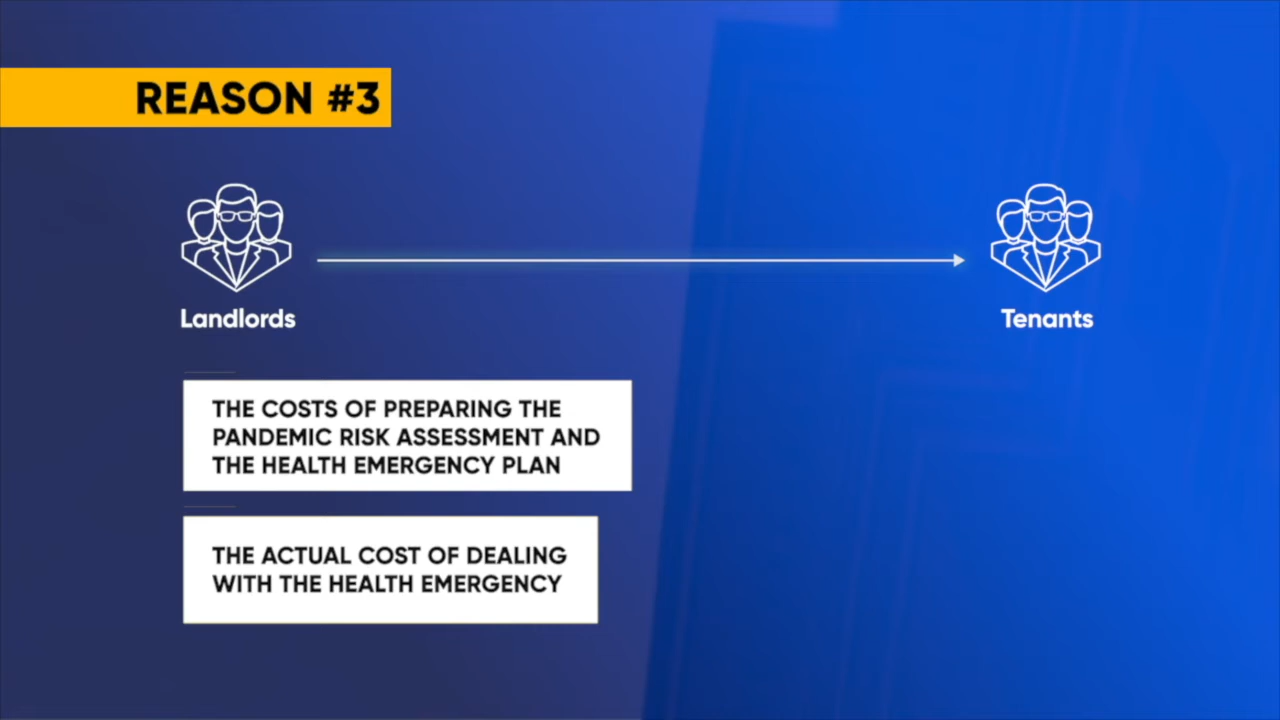 REASON #3
Landlords
Tenants
THE COSTS OF PREPARING THE
PANDEMIC RISK ASSESSMENT AND
THE HEALTH EMERGENCY PLAN
THE ACTUAL COST OF DEALING
WITH THE HEALTH EMERGENCY